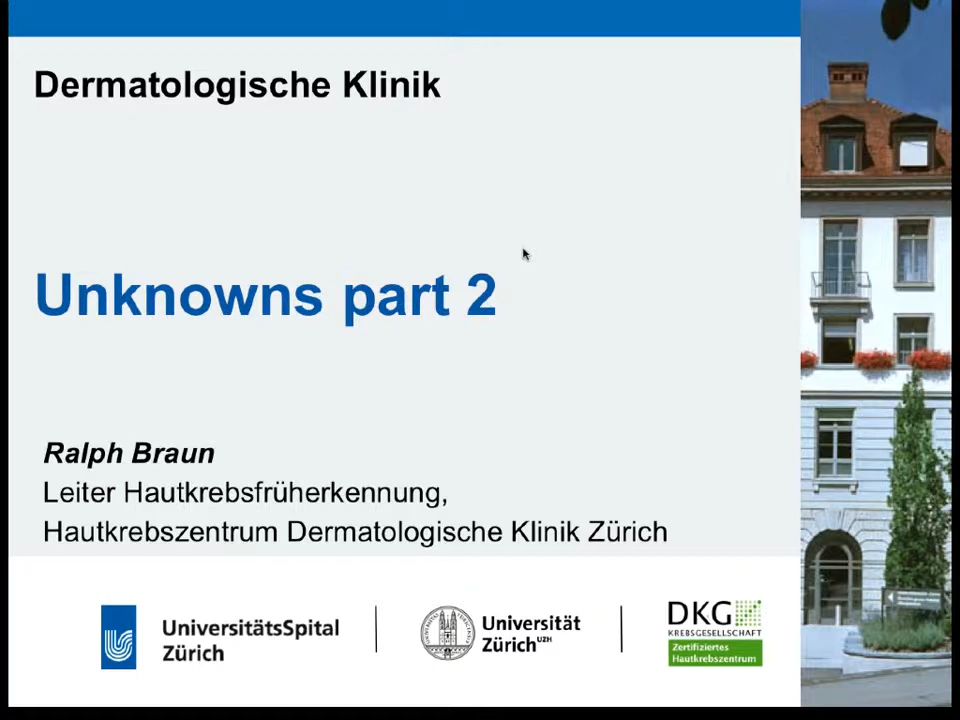 Dermatologische Klinik
Unknowns part 2
Ralph Braun
Leiter Hautkrebsfrüherkennung,
Hautkrebszentrum Dermatologische Klinik Zürich
UniversitätsSpital
Zürich
Universität
Zürich UZH
DKG
KREBSGESELLSCHAFT
Zertifiziertes
Hautkrebszentrum